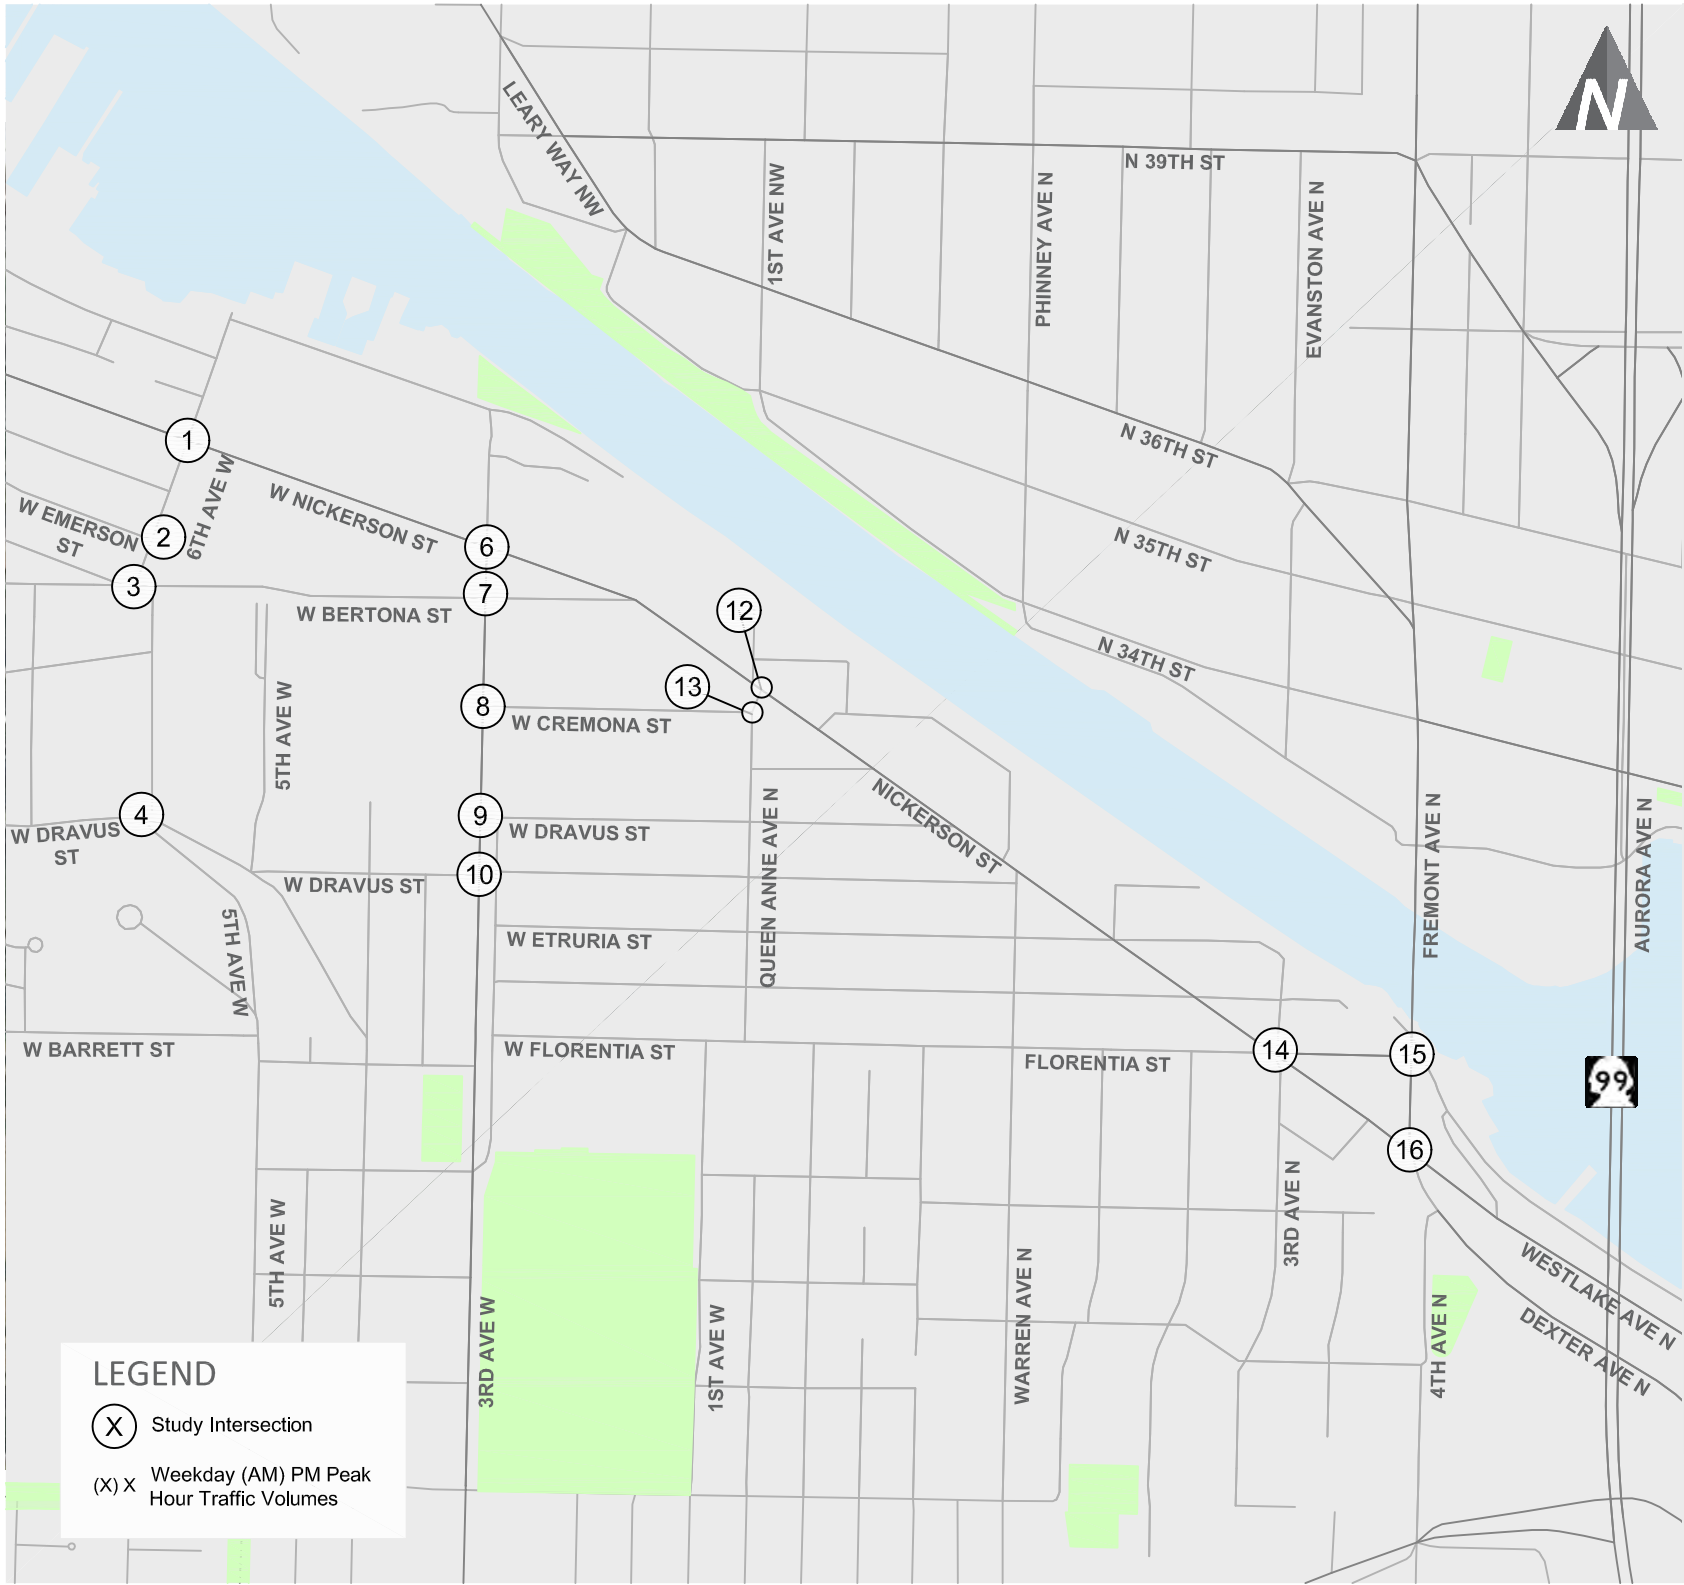 N
LEARY WAY NW
N 39TH ST
1ST AVE NW
PHINNEY AVE N
EVANSTON AVE N
1
N 36TH ST
6TH AVE W
W NICKERSON ST
W EMERSON
ST
2
6
N 35TH ST
3
7
W BERTONA ST
12
N 34TH ST
13
5TH AVE W
8
W CREMONA ST
4
9
W DRAVUS
ST
W DRAVUS ST
QUEEN ANNE AVE N
NICKERSON ST
FREMONT AVE N
AURORA AVE N
10
W DRAVUS ST
5TH AVE W
W ETRURIA ST
W BARRETT ST
W FLORENTIA ST
FLORENTIA ST
14
15
99
16
3RD AVE N
5TH AVE W
WARREN AVE N
WESTLAKE AVE N
3RD AVE W
1ST AVE W
4TH AVE N
DEXTER AVE N
LEGEND
X Study Intersection
(X) X Weekday (AM) PM Peak
Hour Traffic Volumes